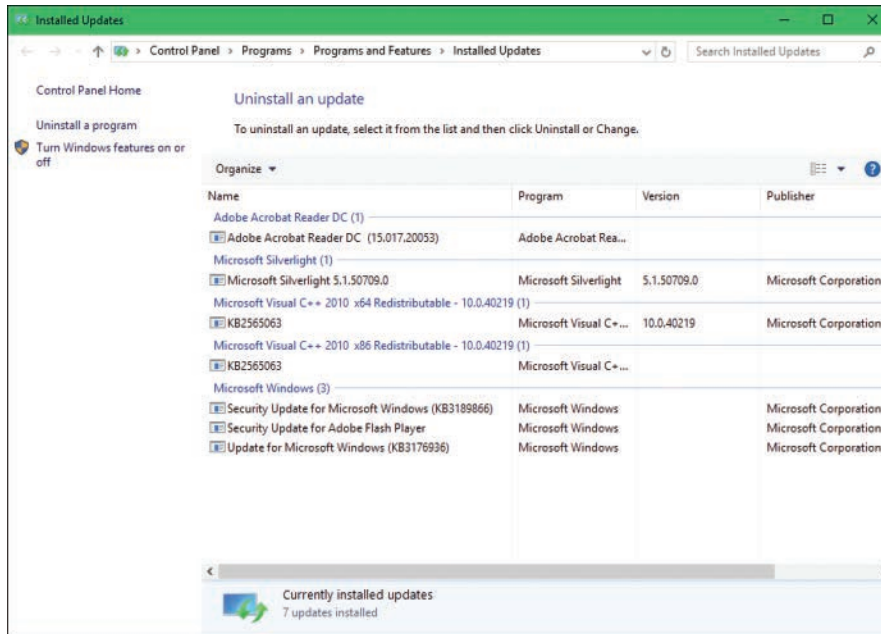 Installed Updates
Control Panel > Programs > Programs and Features > Installed Updates
Search Installed Updates
Control Panel Home
Uninstall a program
Turn Windows features on or
off
Uninstall an update
To uninstall an update, select it from the list and then click Uninstall or Change.
Organize
Name Program Version Publisher
Adobe Acrobat Reader DC (1)
Adobe Acrobat Reader DC (15.017.20053) Adobe Acrobat Rea...
Microsoft Silverlight (1)
Microsoft Silverlight 5.1.50709.0 Microsoft Silverlight 5.1.50709.0 Microsoft Corporation
Microsoft Visual C++ 2010 x64 Redistributable - 10.0.40219 (1)
KB2565063 Microsoft Visual C+... 10.0.40219 Microsoft Corporation
Microsoft Visual C++ 2010 x86 Redistributable - 10.0.40219 (1)
KB2565063 Microsoft Visual C+...
Microsoft Windows (3)
Security Update for Microsoft Windows (KB3189866) Microsoft Windows Microsoft Corporation
Security Update for Adobe Flash Player Microsoft Windows Microsoft Corporation
Update for Microsoft Windows (KB3176936) Microsoft Windows Microsoft Corporation
Currently installed updates
7 updates installed